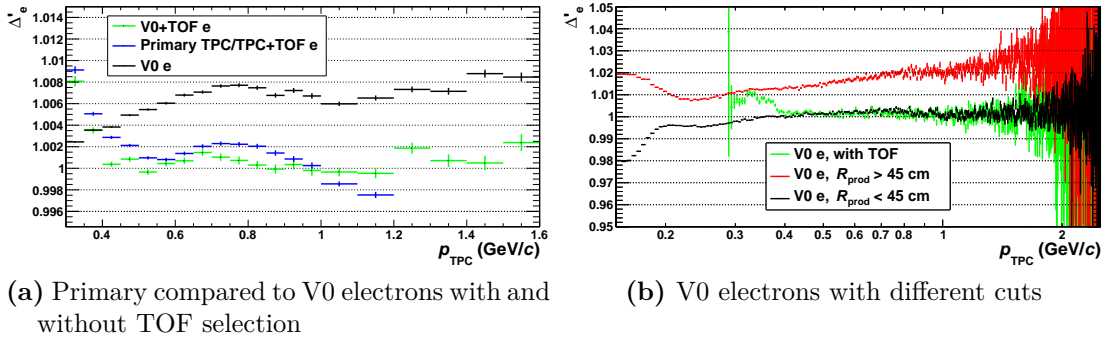 Δ'e
1.014
1.012
1.01
1.008
1.006
1.004
1.002
1
0.998
0.996
V0+TOF e
Primary TPC/TPC+TOF e
V0 e
0.4
0.6
0.8
1
1.2
1.4
1.6
pTPC (GeV/c)
Δ'e
1.05
1.04
1.03
1.02
1.01
1
0.99
0.98
0.97
0.96
0.95
V0 e, with TOF
V0 e, Rprod > 45 cm
V0 e, Rprod < 45 cm
0.2
0.3
0.4
0.5
0.6
0.7
0.8
1
2
pTPC (GeV/c)
(a) Primary compared to V0 electrons with and
without TOF selection
(b) V0 electrons with different cuts